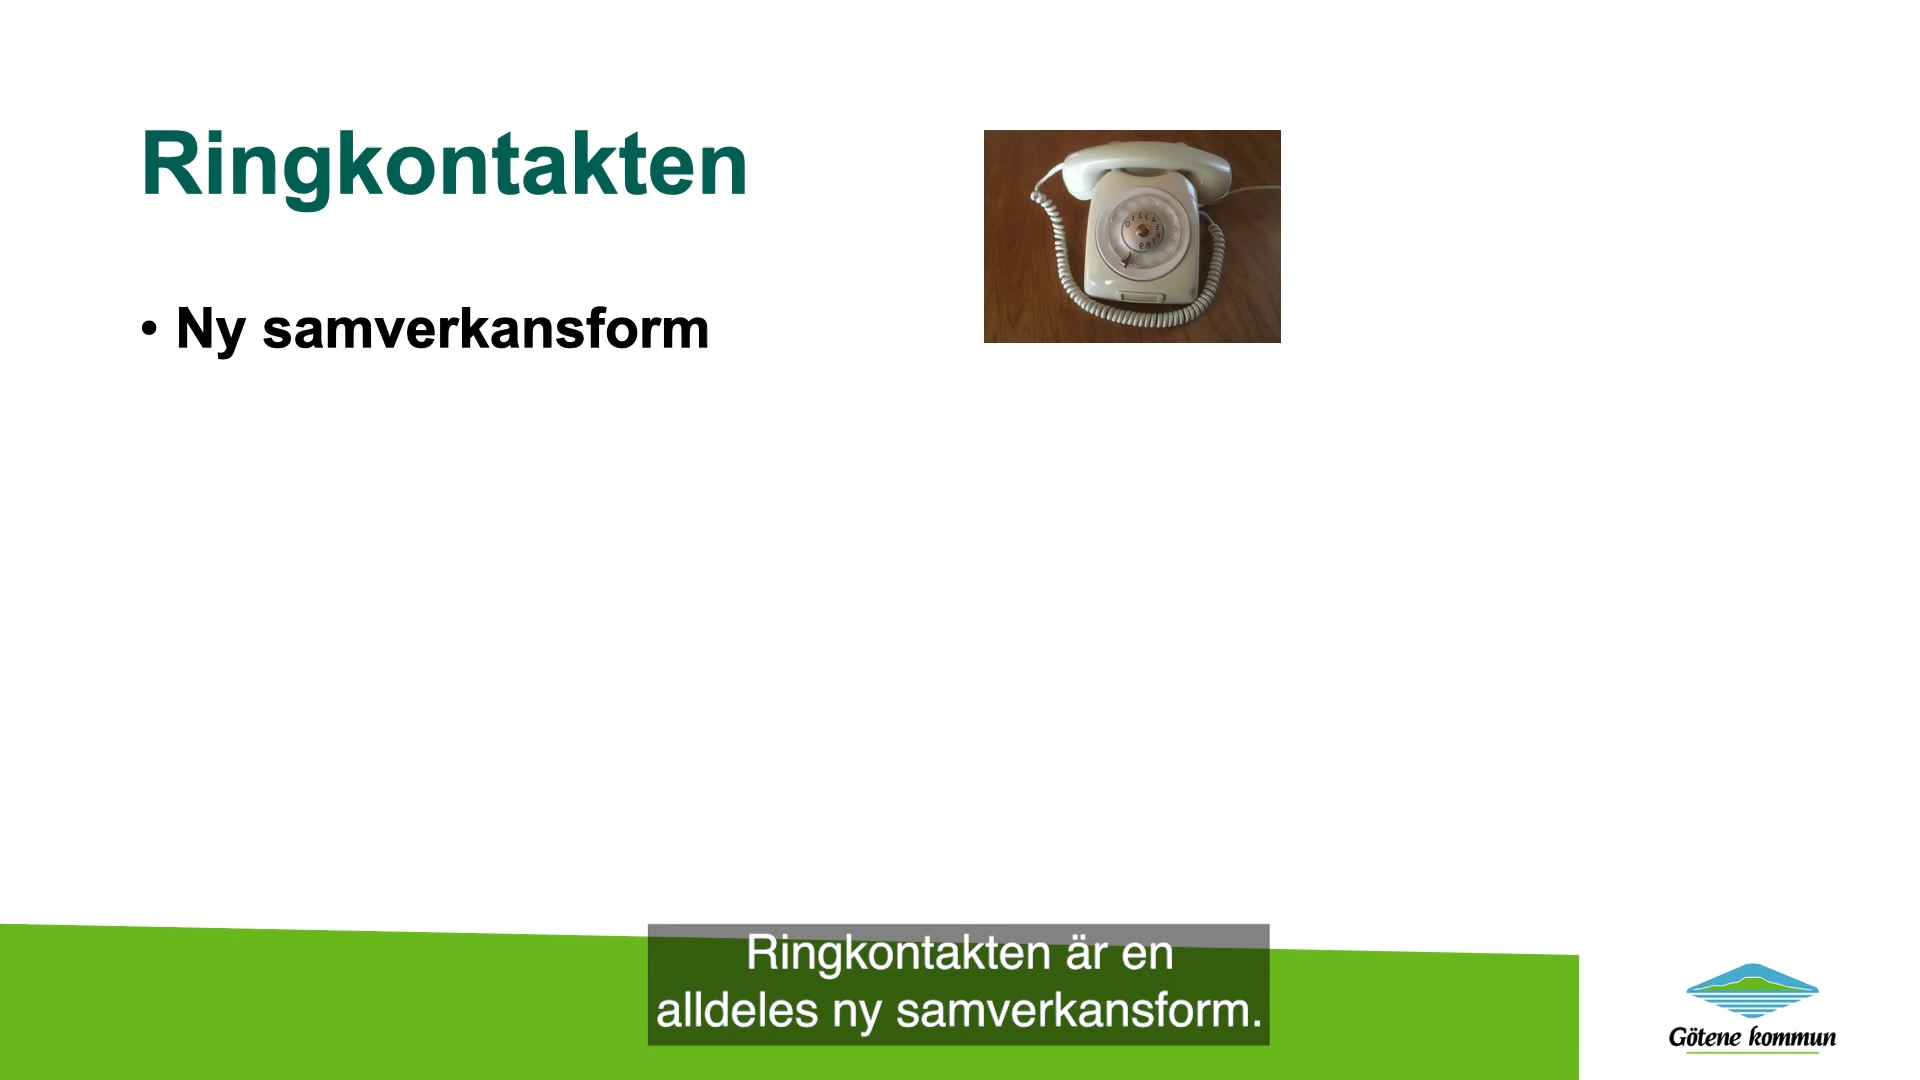 Ringkontakten
• Ny samverkansform
Ringkontakten är en
alldeles ny samverkansform.
Götene kommun